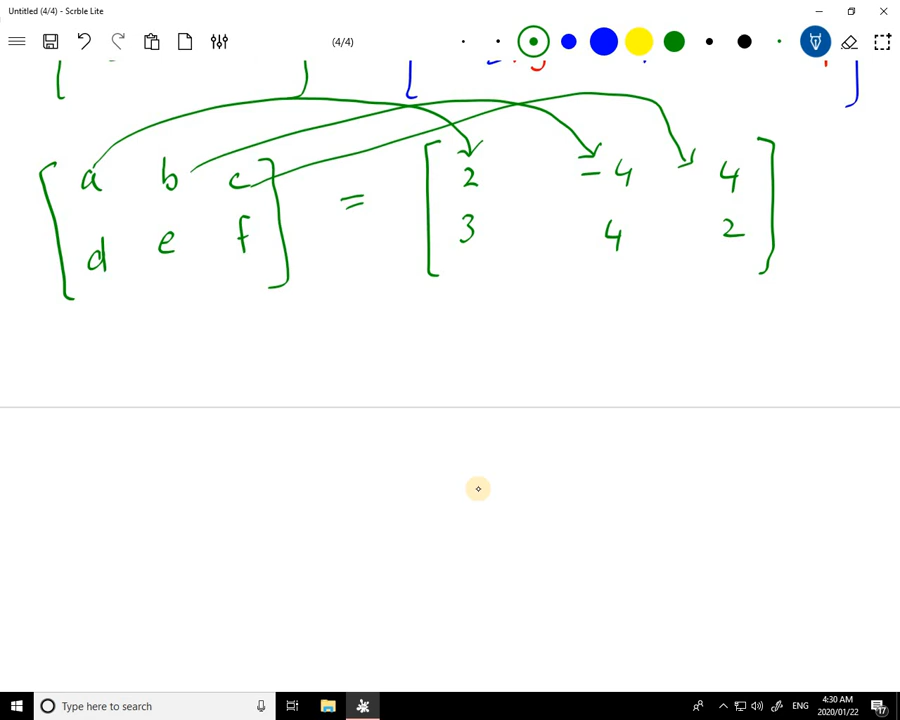 Untitled (4/4) - Scrble Lite
(4/4)
a b c = 2 -4 4
d e f 3 4 2
Type here to search
ENG
4:30 AM
2020/01/22
17